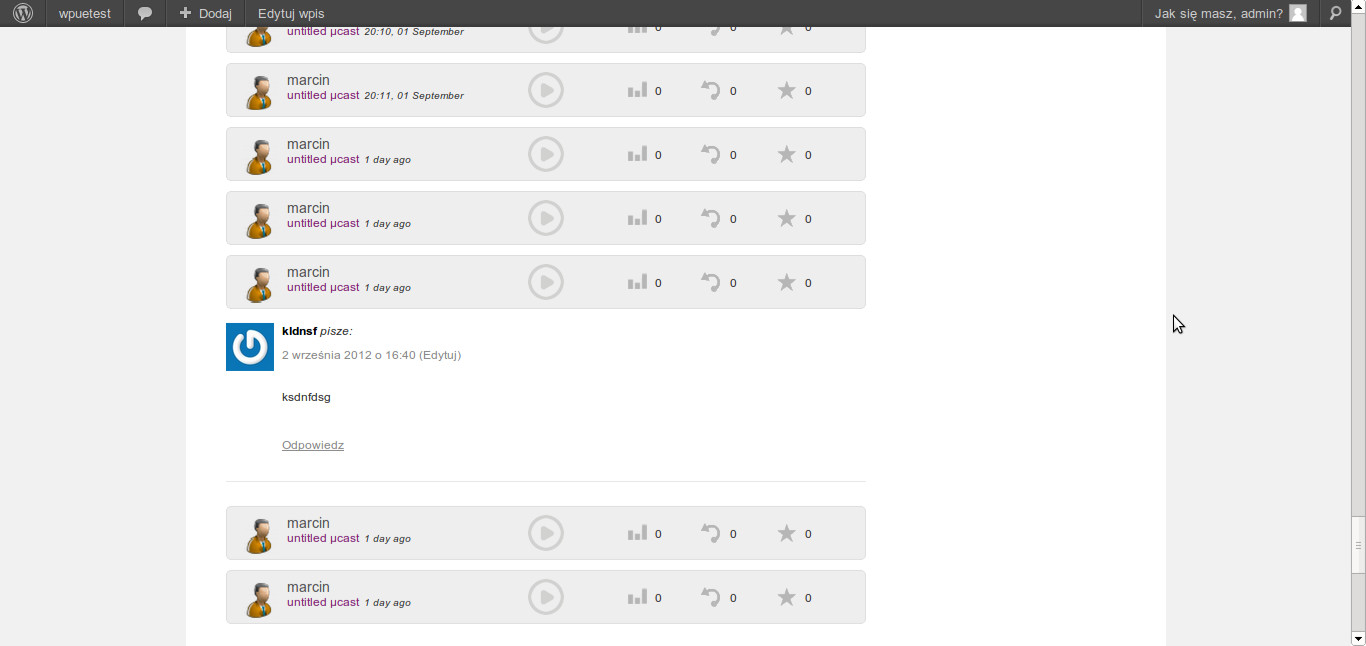 wpuetest Dodaj Edytuj wpis Jak się masz, admin?
untitled µcast 20:10, 01 September 0 0 0
marcin
untitled µcast 20:11, 01 September 0 0 0
marcin
untitled µcast 1 day ago 0 0 0
marcin
untitled µcast 1 day ago 0 0 0
marcin
untitled µcast 1 day ago 0 0 0
kldnsf pisze:
2 września 2012 o 16:40 (Edytuj)
ksdnfdsg
Odpowiedz
marcin
untitled µcast 1 day ago 0 0 0
marcin
untitled µcast 1 day ago 0 0 0